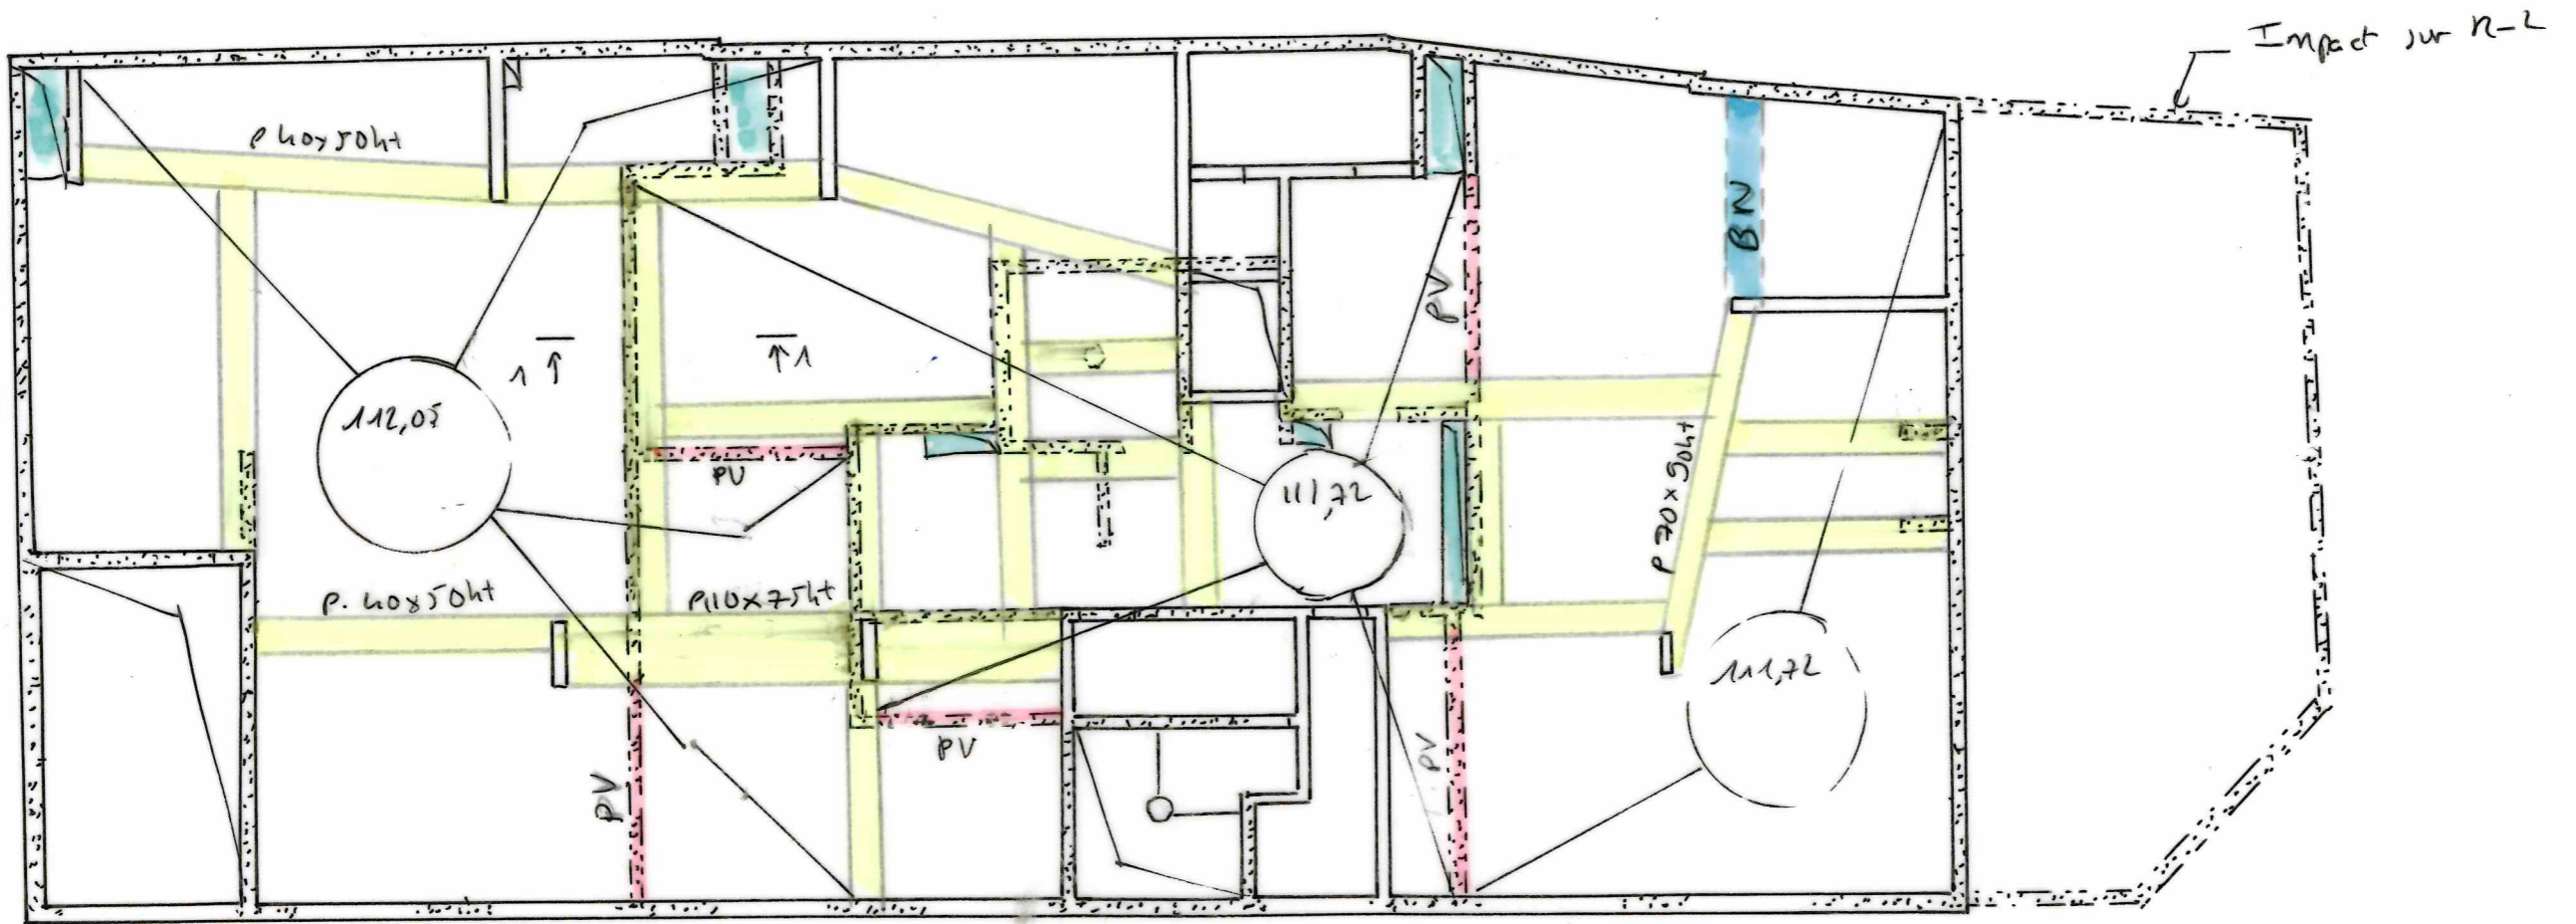 Impact sur R-2
P 40x50ht
BN
PV
1
1
112,05
P 70x50ht
PV
111,72
P. 40x50ht
P110x75ht
111,72
PV
PV
PV